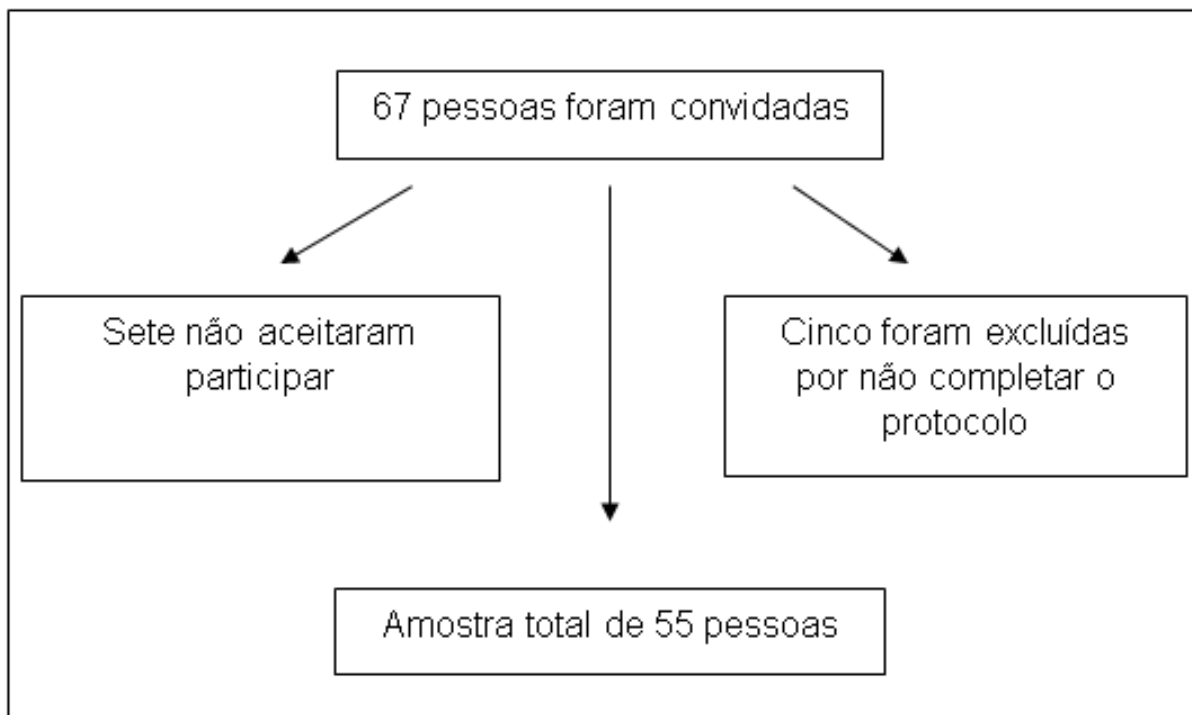 67 pessoas foram convidadas
Sete não aceitaram
participar
Cinco foram excluídas
por não completar o
protocolo
Amostra total de 55 pessoas